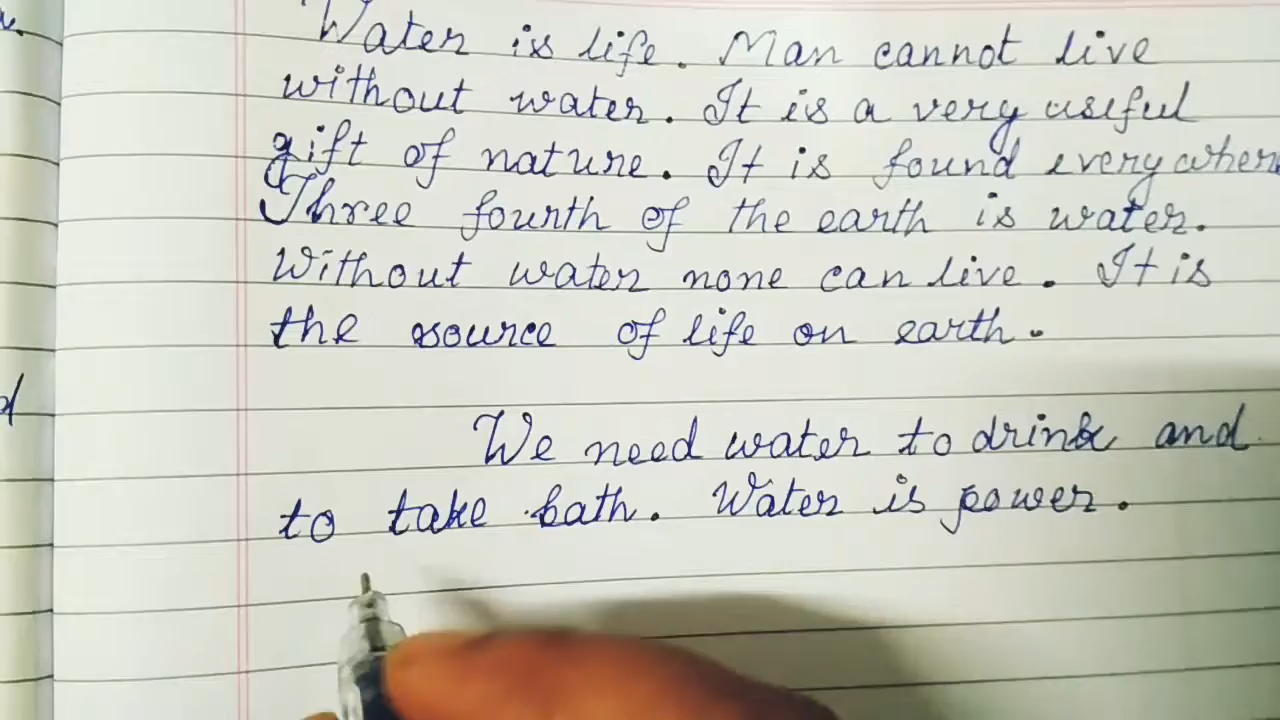 Water is life. Man cannot live
without water. It is a very useful
gift of nature. It is found everywher
Three fourth of the earth is water.
Without water none can live. It is
the source of life on earth.
We need water to drink and
to take bath. Water is power.